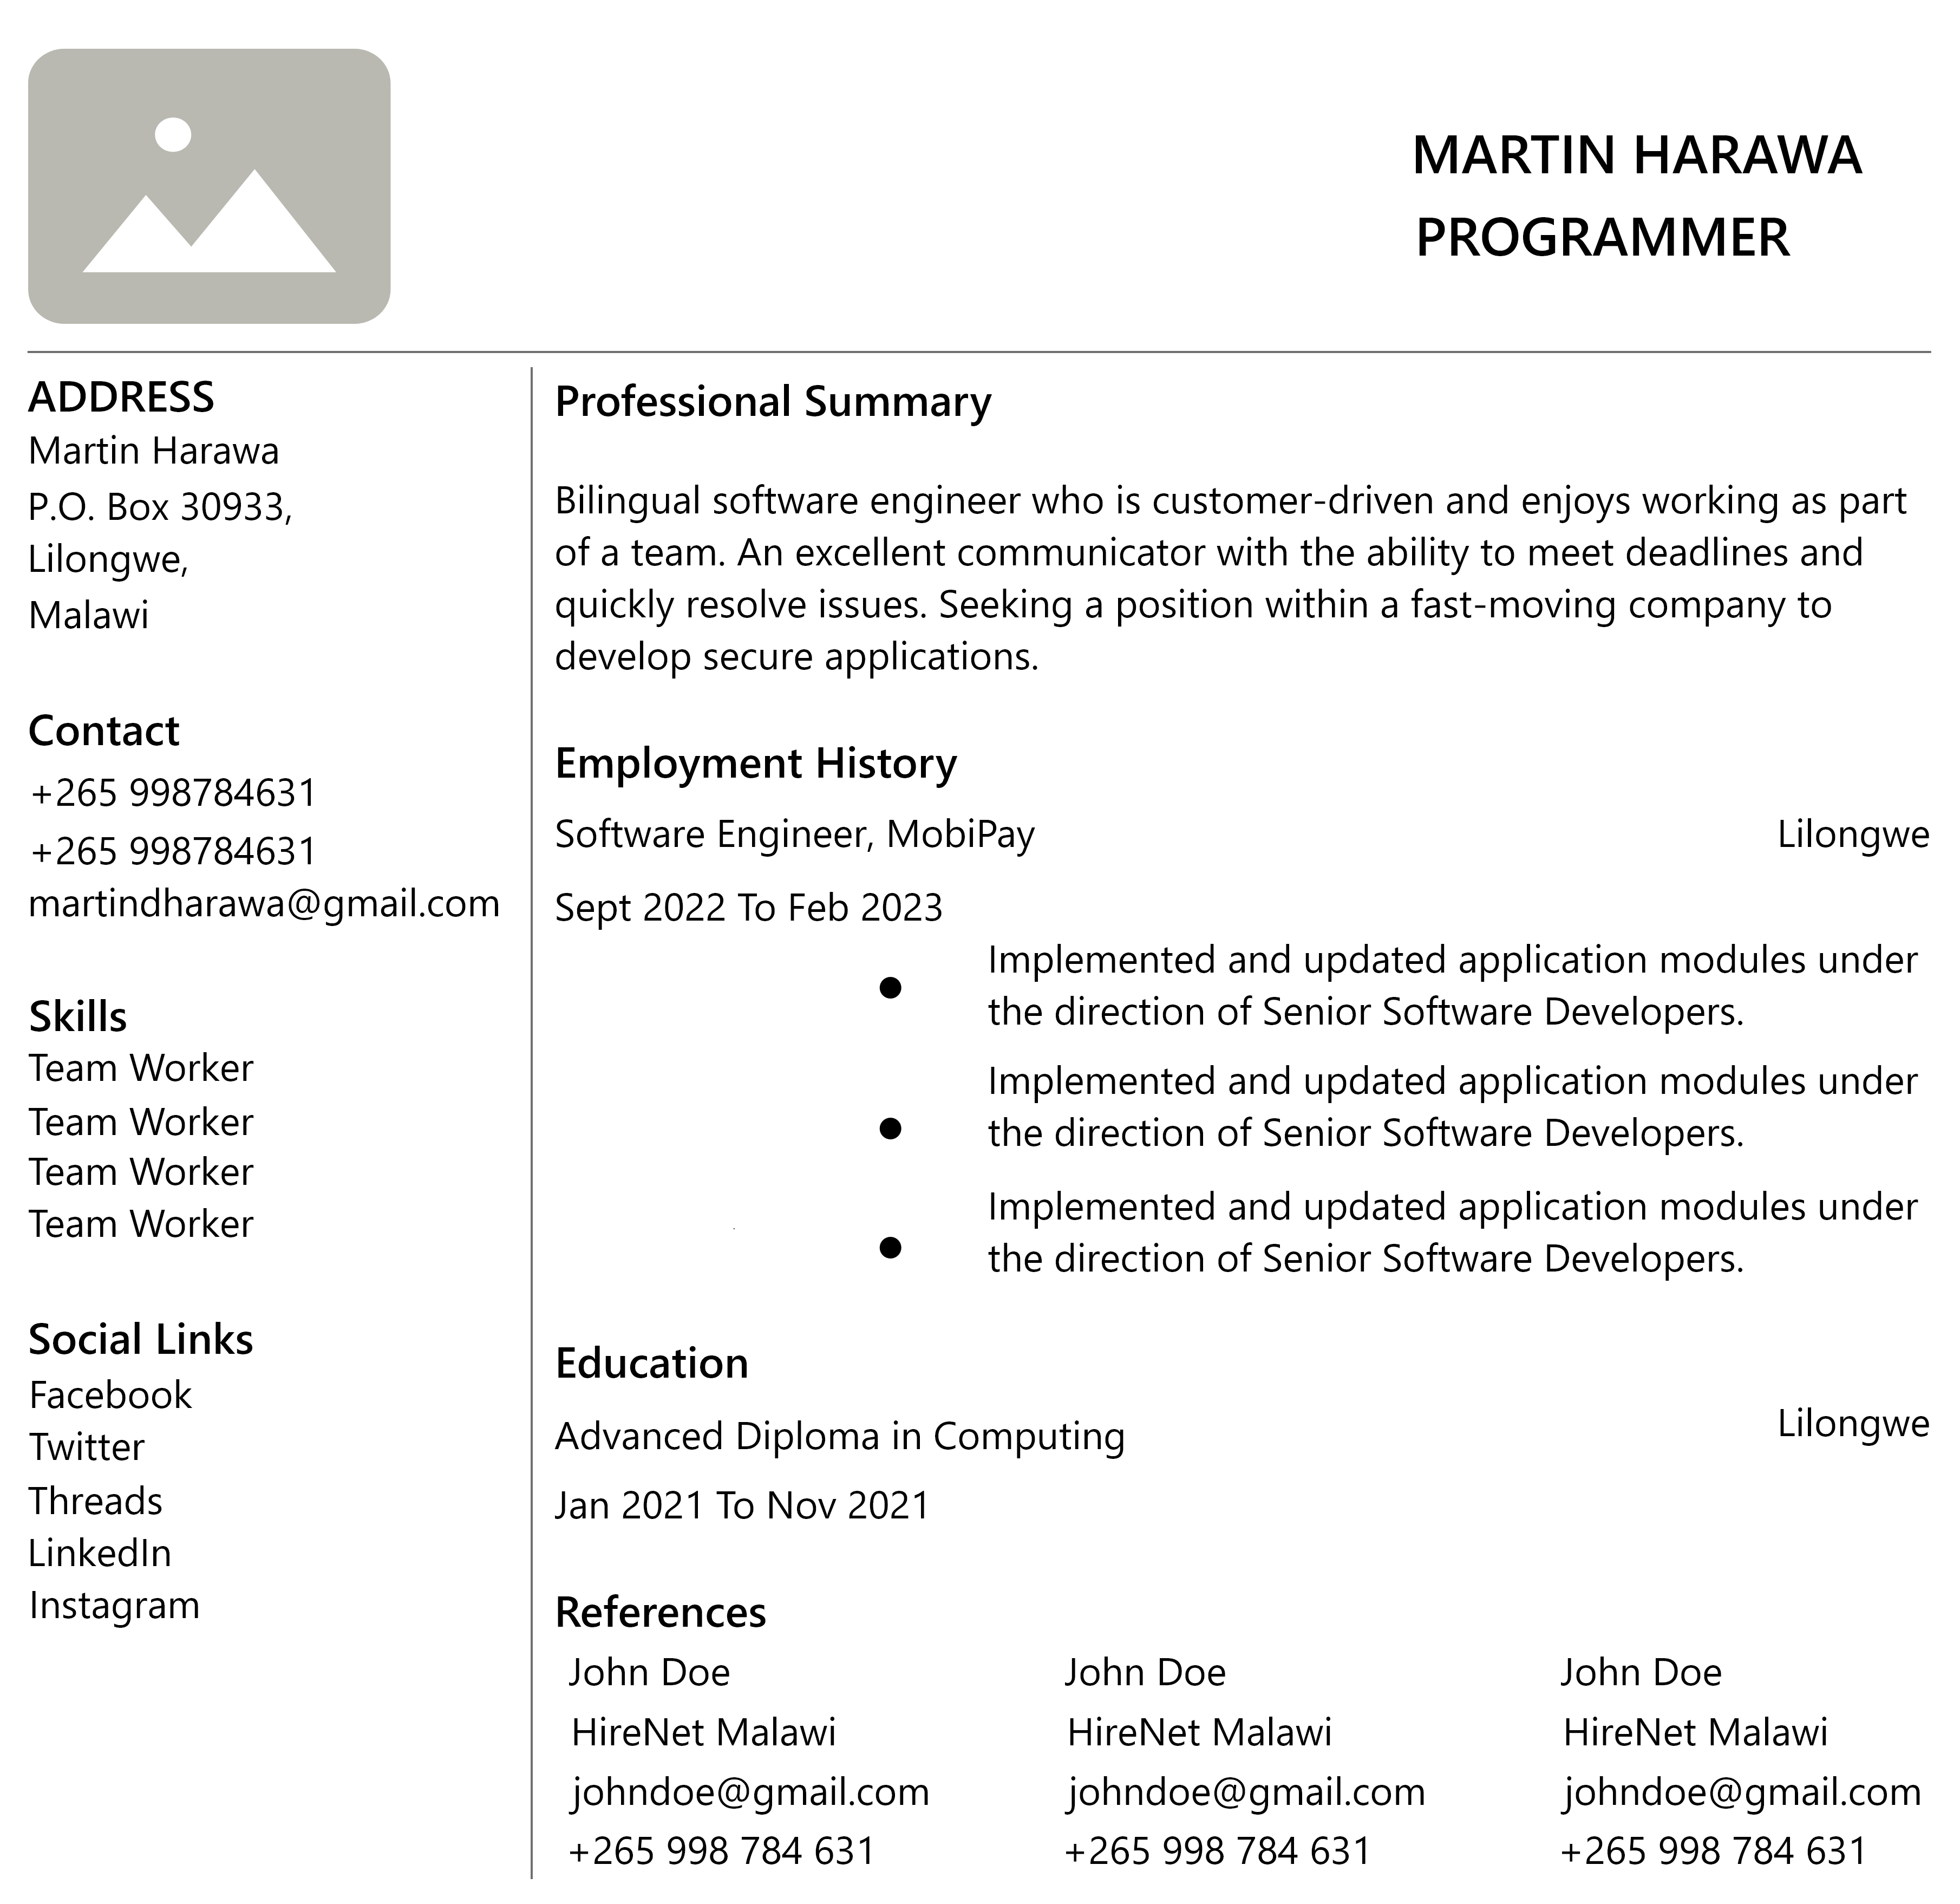 MARTIN HARAWA
PROGRAMMER
ADDRESS
Martin Harawa
P.O. Box 30933,
Lilongwe,
Malawi
Contact
+265 998784631
+265 998784631
martindharawa@gmail.com
Skills
Team Worker
Team Worker
Team Worker
Team Worker
Social Links
Facebook
Twitter
Threads
LinkedIn
Instagram
Professional Summary
Bilingual software engineer who is customer-driven and enjoys working as part
of a team. An excellent communicator with the ability to meet deadlines and
quickly resolve issues. Seeking a position within a fast-moving company to
develop secure applications.
Employment History
Software Engineer, MobiPay Lilongwe
Sept 2022 To Feb 2023
● Implemented and updated application modules under
the direction of Senior Software Developers.
● Implemented and updated application modules under
the direction of Senior Software Developers.
● Implemented and updated application modules under
the direction of Senior Software Developers.
Education
Advanced Diploma in Computing Lilongwe
Jan 2021 To Nov 2021
References
John Doe John Doe John Doe
HireNet Malawi HireNet Malawi HireNet Malawi
johndoe@gmail.com johndoe@gmail.com johndoe@gmail.com
+265 998 784 631 +265 998 784 631 +265 998 784 631